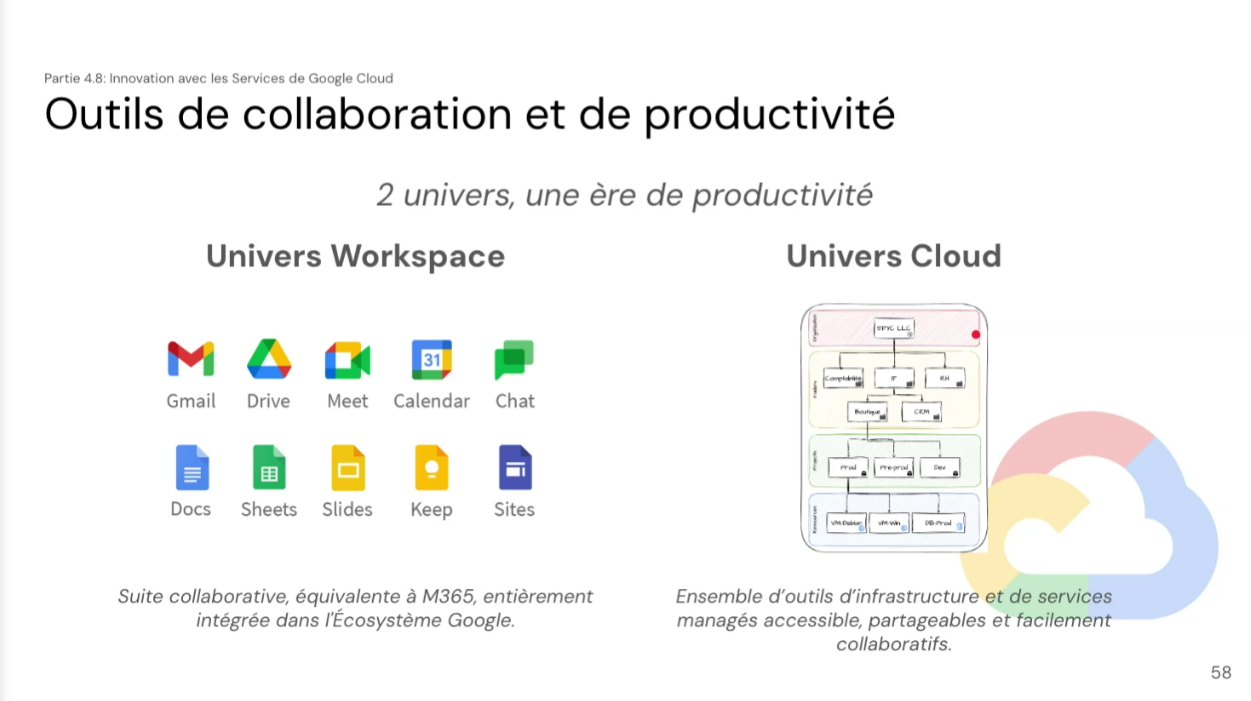 Partie 4.8: Innovation avec les Services de Google Cloud
Outils de collaboration et de productivité
2 univers, une ère de productivité
Univers Workspace
Univers Cloud
31
Gmail Drive Meet Calendar Chat
Docs Sheets Slides Keep Sites
Organisation
LLC
Folders
Comptabilité IT RH
Boutique CRM
Projects
Prod Pre-prod Dev
Ressources
VM-Debian VM-Win DB-Prod
Suite collaborative, équivalente à M365, entièrement
intégrée dans l'Écosystème Google.
Ensemble d’outils d’infrastructure et de services
managés accessible, partageables et facilement
collaboratifs.
58